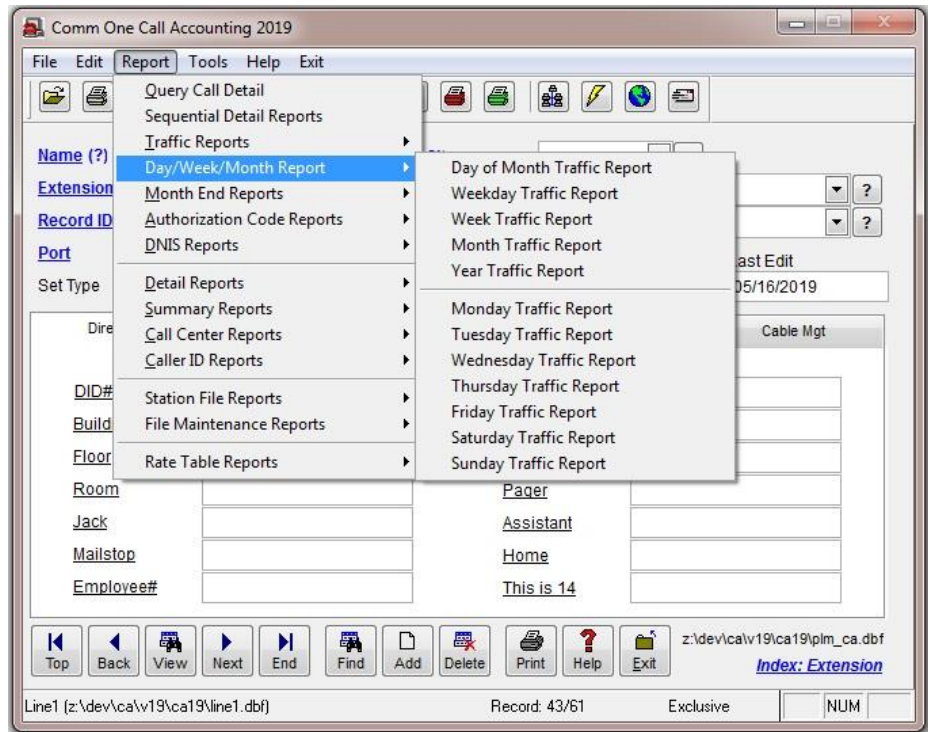 Comm One Call Accounting 2019
File Edit Report Tools Help Exit
Query Call Detail
Sequential Detail Reports
Traffic Reports
Day/Week/Month Report
Month End Reports
Authorization Code Reports
DNIS Reports
Detail Reports
Summary Reports
Call Center Reports
Caller ID Reports
Station File Reports
File Maintenance Reports
Rate Table Reports
Day of Month Traffic Report
Weekday Traffic Report
Week Traffic Report
Month Traffic Report
Year Traffic Report
Monday Traffic Report
Tuesday Traffic Report
Wednesday Traffic Report
Thursday Traffic Report
Friday Traffic Report
Saturday Traffic Report
Sunday Traffic Report
Name (?)
Extension
Record ID
Port
Set Type
?
?
ast Edit
05/16/2019
Dire
Cable Mgt
DID#
Build
Floor
Room
Pager
Jack
Assistant
Mailstop
Home
Employee#
This is 14
Top Back View Next End Find Add Delete Print Help Exit
z:\dev\ca\v19\ca19\plm_ca.dbf
Index: Extension
Line1 (z:\dev\ca\v19\ca19\line1.dbf) Record: 43/61 Exclusive NUM